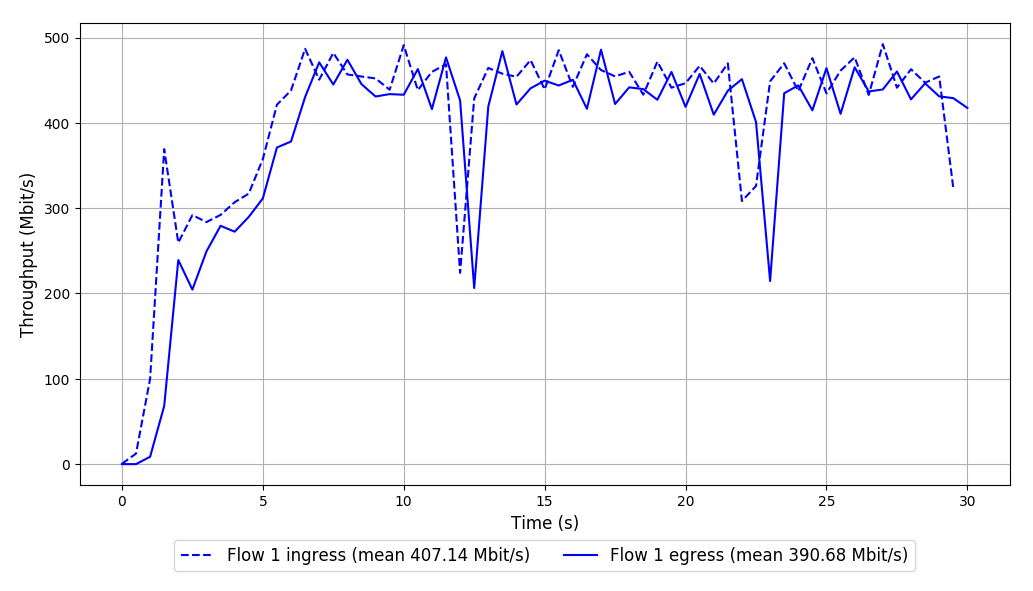 500
400
300
200
100
0
Throughput (Mbit/s)
0 5 10 15 20 25 30
Time (s)
Flow 1 ingress (mean 407.14 Mbit/s) Flow 1 egress (mean 390.68 Mbit/s)